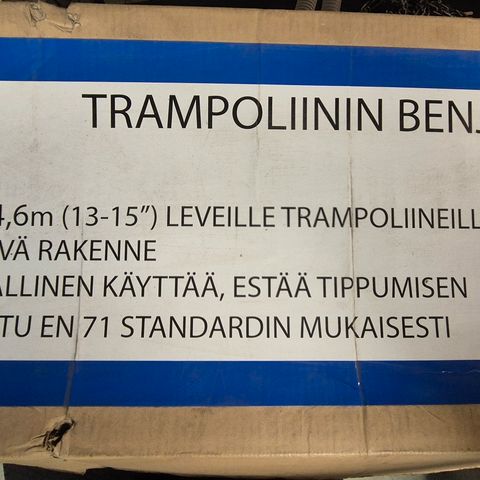 TRAMPOLIININ BEN.
4,6m (13-15") LEVEILLE TRAMPOLIINEILL
VÄ RAKENNE
ALLINEN KÄYTTÄÄ, ESTÄÄ TIPPUMISEN
TU EN 71 STANDARDIN MUKAISESTI